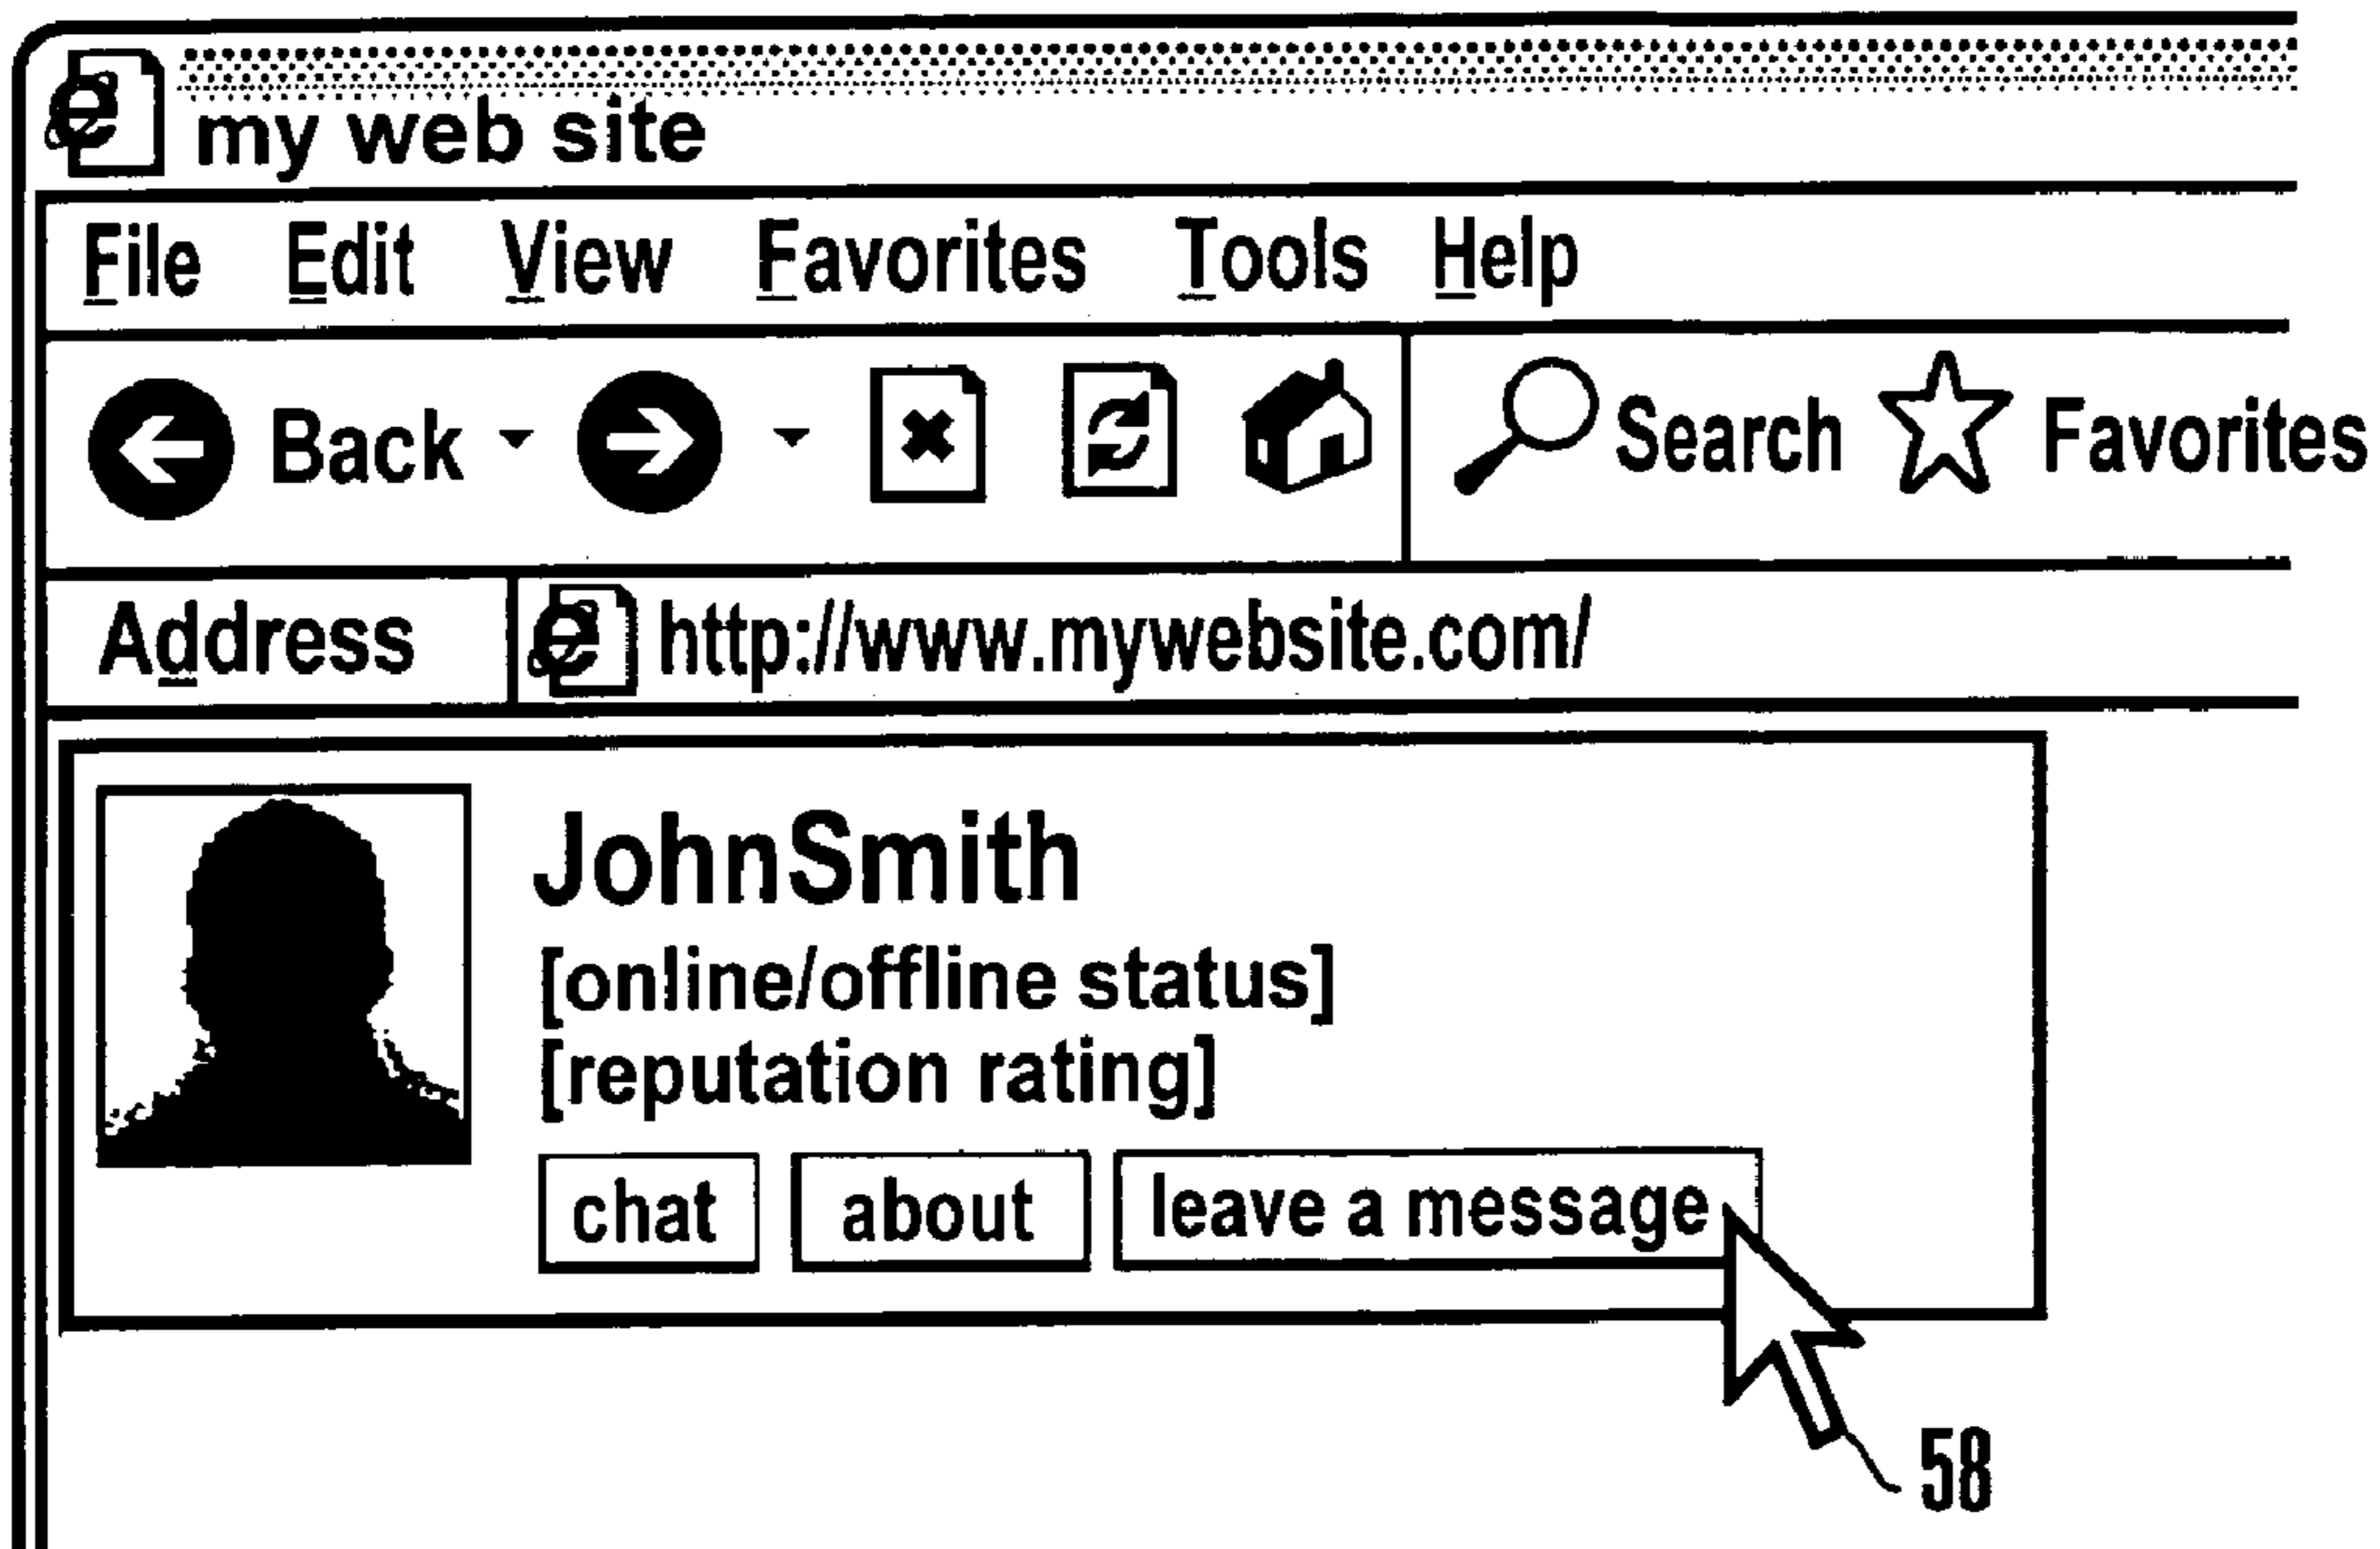 my web site
File Edit View Favorites Tools Help
Back Search Favorites
Address http://www.mywebsite.com/
JohnSmith
[online/offline status]
[reputation rating]
chat about leave a message
58